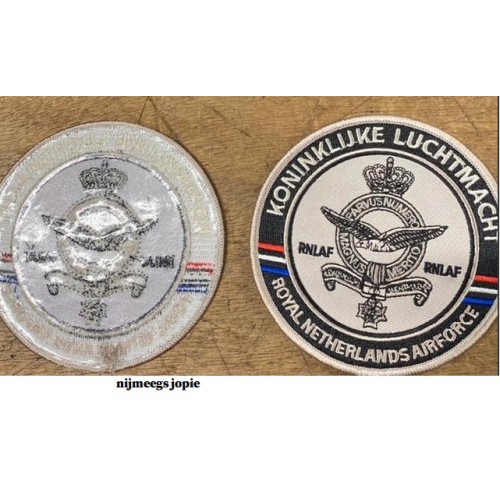 KONINKLIJKE LUCHTMACHT
PARVUS NUMERO
MAGNUS MERITO
RNLAF RNLAF
ROYAL NETHERLANDS AIRFORCE
nijmeegs jopie